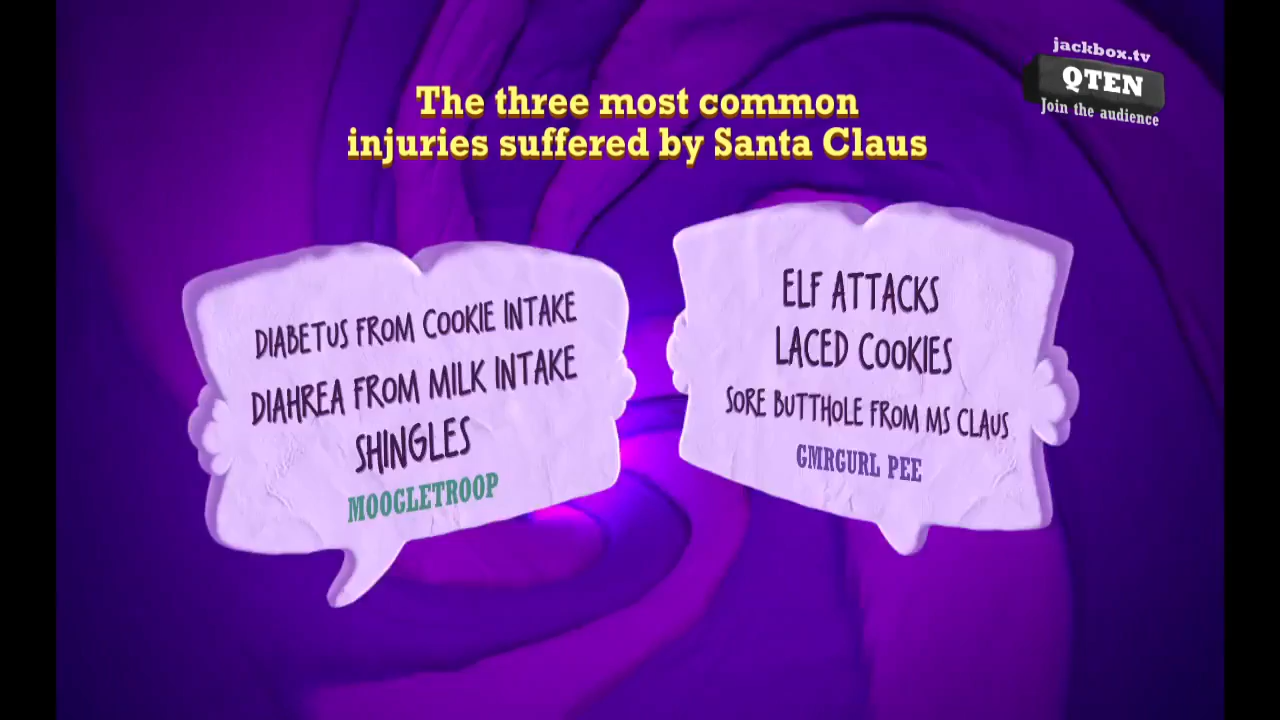 The three most common
injuries suffered by Santa Claus
jackbox.tv
QTEN
Join the audience
DIABETUS FROM COOKIE INTAKE
DIAHREA FROM MILK INTAKE
SHINGLES
MOOGLETROOP
ELF ATTACKS
LACED COOKIES
SORE BUTTHOLE FROM MS CLAUS
GMRGURL PEE